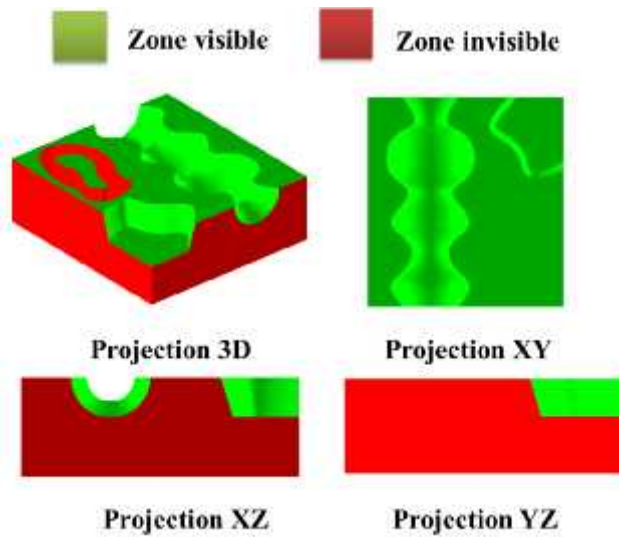 Zone visible
Zone invisible
Projection 3D
Projection XY
Projection XZ
Projection YZ